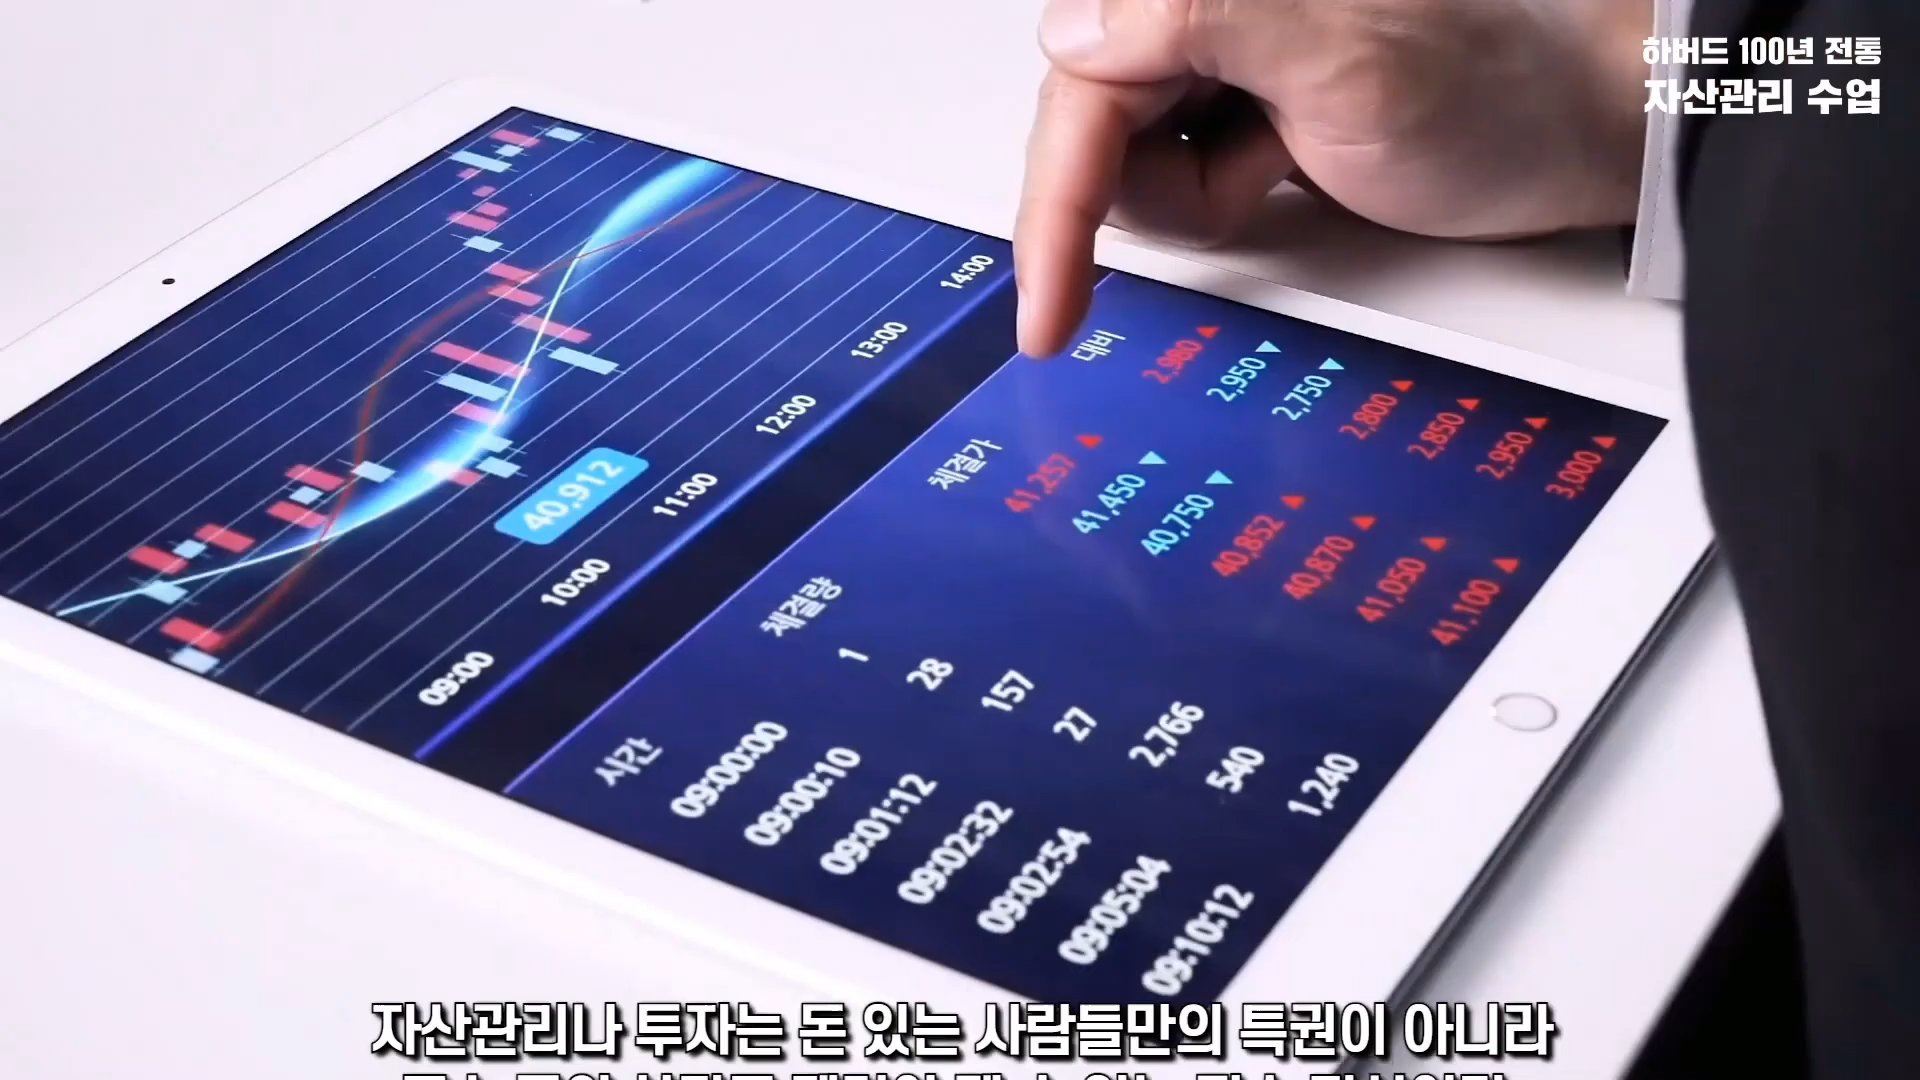 하버드 100년 전통
자산관리 수업
40,912
09:00 10:00 11:00 12:00 13:00 14:00
시간 체결량 체결가 대비
09:00:00 1 41,257 ▲ 2,980 ▲
09:00:10 28 41,450 ▼ 2,950 ▼
09:01:12 157 40,750 ▼ 2,750 ▼
09:02:32 27 40,852 ▲ 2,800 ▲
09:02:54 2,766 40,870 ▲ 2,850 ▲
09:05:04 540 41,050 ▲ 2,950 ▲
09:10:12 1,240 41,100 ▲ 3,000 ▲
자산관리나 투자는 돈 있는 사람들만의 특권이 아니라